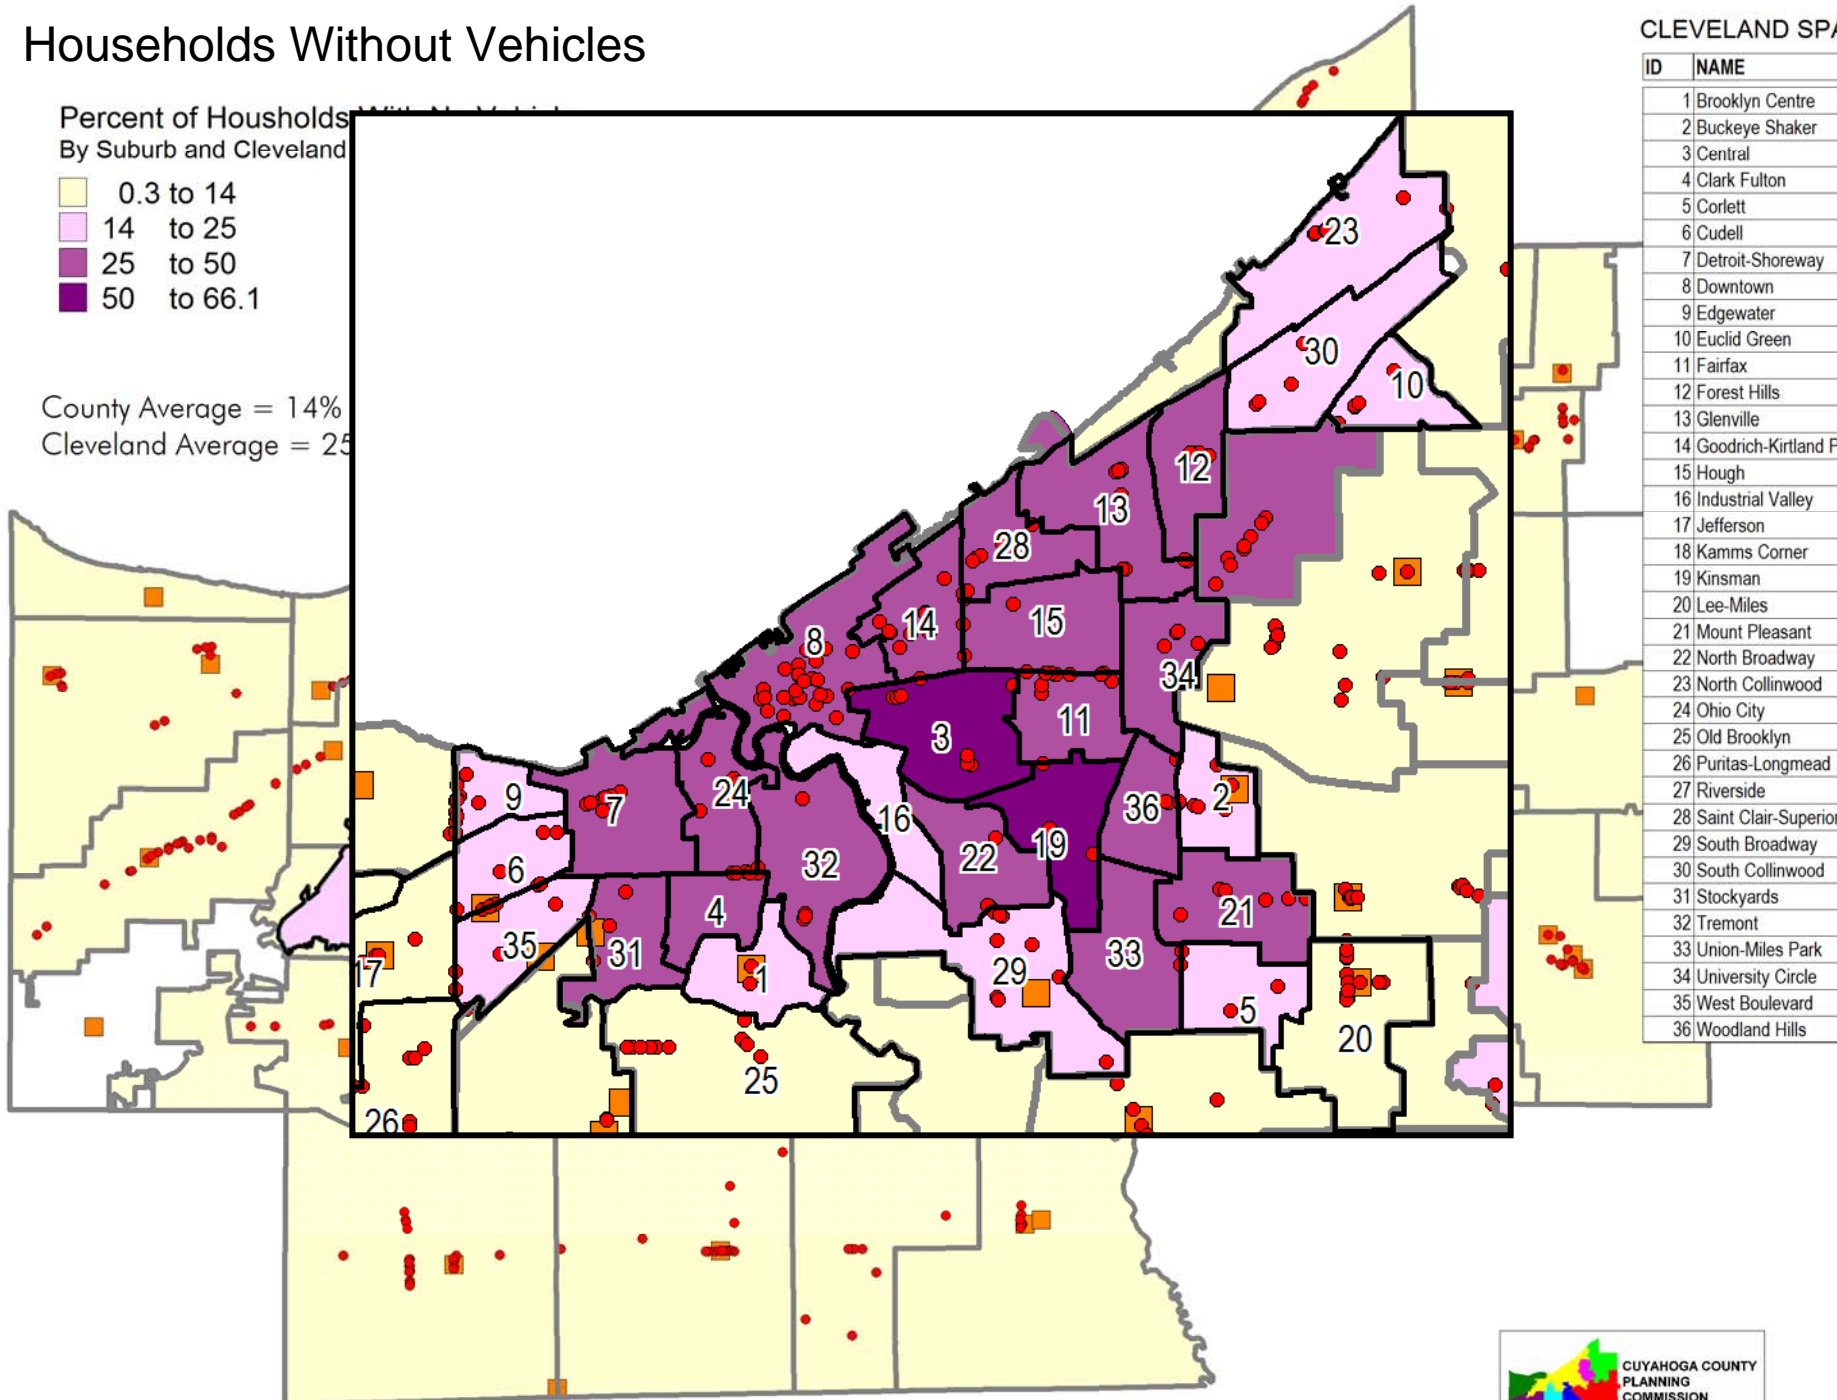 Households Without Vehicles
CLEVELAND SPA
Percent of Housholds
By Suburb and Cleveland
0.3 to 14
14 to 25
25 to 50
50 to 66.1
County Average = 14%
Cleveland Average = 25
ID NAME
1 Brooklyn Centre
2 Buckeye Shaker
3 Central
4 Clark Fulton
5 Corlett
6 Cudell
7 Detroit-Shoreway
8 Downtown
9 Edgewater
10 Euclid Green
11 Fairfax
12 Forest Hills
13 Glenville
14 Goodrich-Kirtland P
15 Hough
16 Industrial Valley
17 Jefferson
18 Kamms Corner
19 Kinsman
20 Lee-Miles
21 Mount Pleasant
22 North Broadway
23 North Collinwood
24 Ohio City
25 Old Brooklyn
26 Puritas-Longmead
27 Riverside
28 Saint Clair-Superior
29 South Broadway
30 South Collinwood
31 Stockyards
32 Tremont
33 Union-Miles Park
34 University Circle
35 West Boulevard
36 Woodland Hills
23
30
10
12
13
28
14
15
8
34
11
3
9
7
24
16
36
2
6
32
22
19
4
21
35
31
1
29
33
5
17
20
25
26
CUYAHOGA COUNTY
PLANNING
COMMISSION